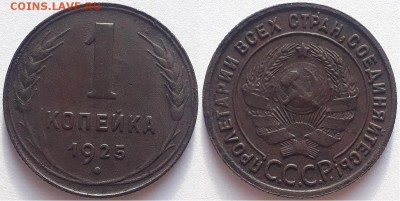 COINS.LAVE.RU
1
КОПЕЙКА
1925
ПРОЛЕТАРИИ ВСЕХ СТРАН, СОЕДИНЯЙТЕСЬ!
С.С.С.Р.